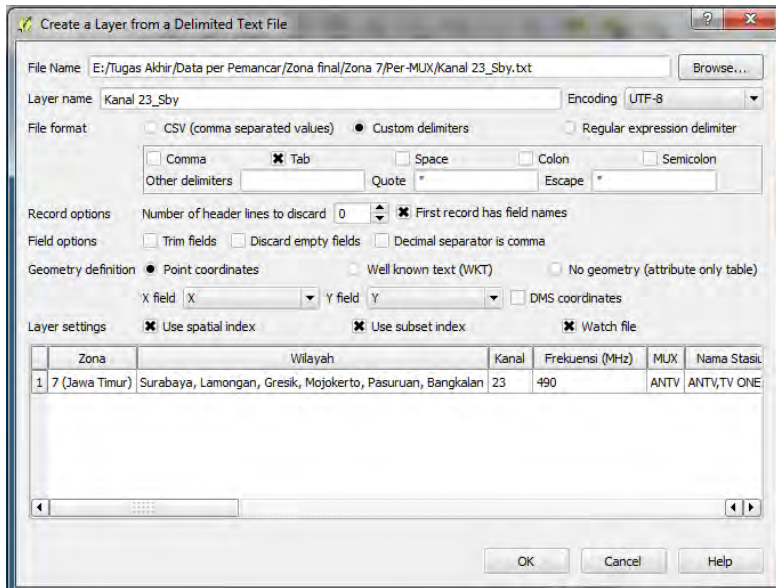 Create a Layer from a Delimited Text File
File Name E:/Tugas Akhir/Data per Pemancar/Zona final/Zona 7/Per-MUX/Kanal 23_Sby.txt Browse...
Layer name Kanal 23_Sby Encoding UTF-8
File format CSV (comma separated values) Custom delimiters Regular expression delimiter
Comma Tab Space Colon Semicolon
Other delimiters Quote " Escape "
Record options Number of header lines to discard 0 First record has field names
Field options Trim fields Discard empty fields Decimal separator is comma
Geometry definition Point coordinates Well known text (WKT) No geometry (attribute only table)
X field X Y field Y DMS coordinates
Layer settings Use spatial index Use subset index Watch file
Zona Wilayah Kanal Frekuensi (MHz) MUX Nama Stasiu
1 7 (Jawa Timur) Surabaya, Lamongan, Gresik, Mojokerto, Pasuruan, Bangkalan 23 490 ANTV ANTV,TV ONE
OK Cancel Help